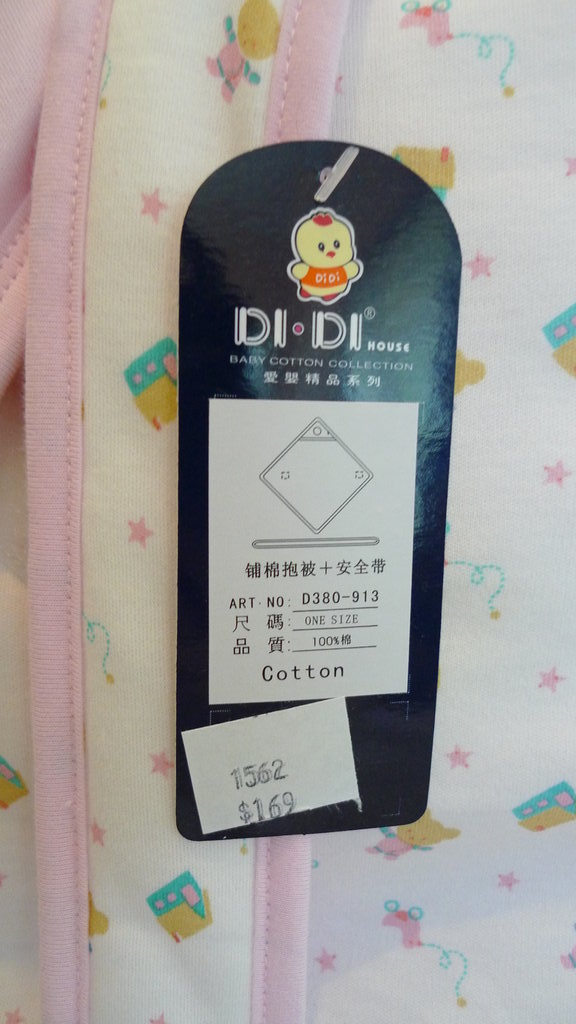 DiDi
DI·DI® HOUSE
BABY COTTON COLLECTION
愛嬰精品系列
铺棉抱被+安全带
ART·NO: D380-913
尺 碼: ONE SIZE
品 質: 100%棉
Cotton
1562
$169